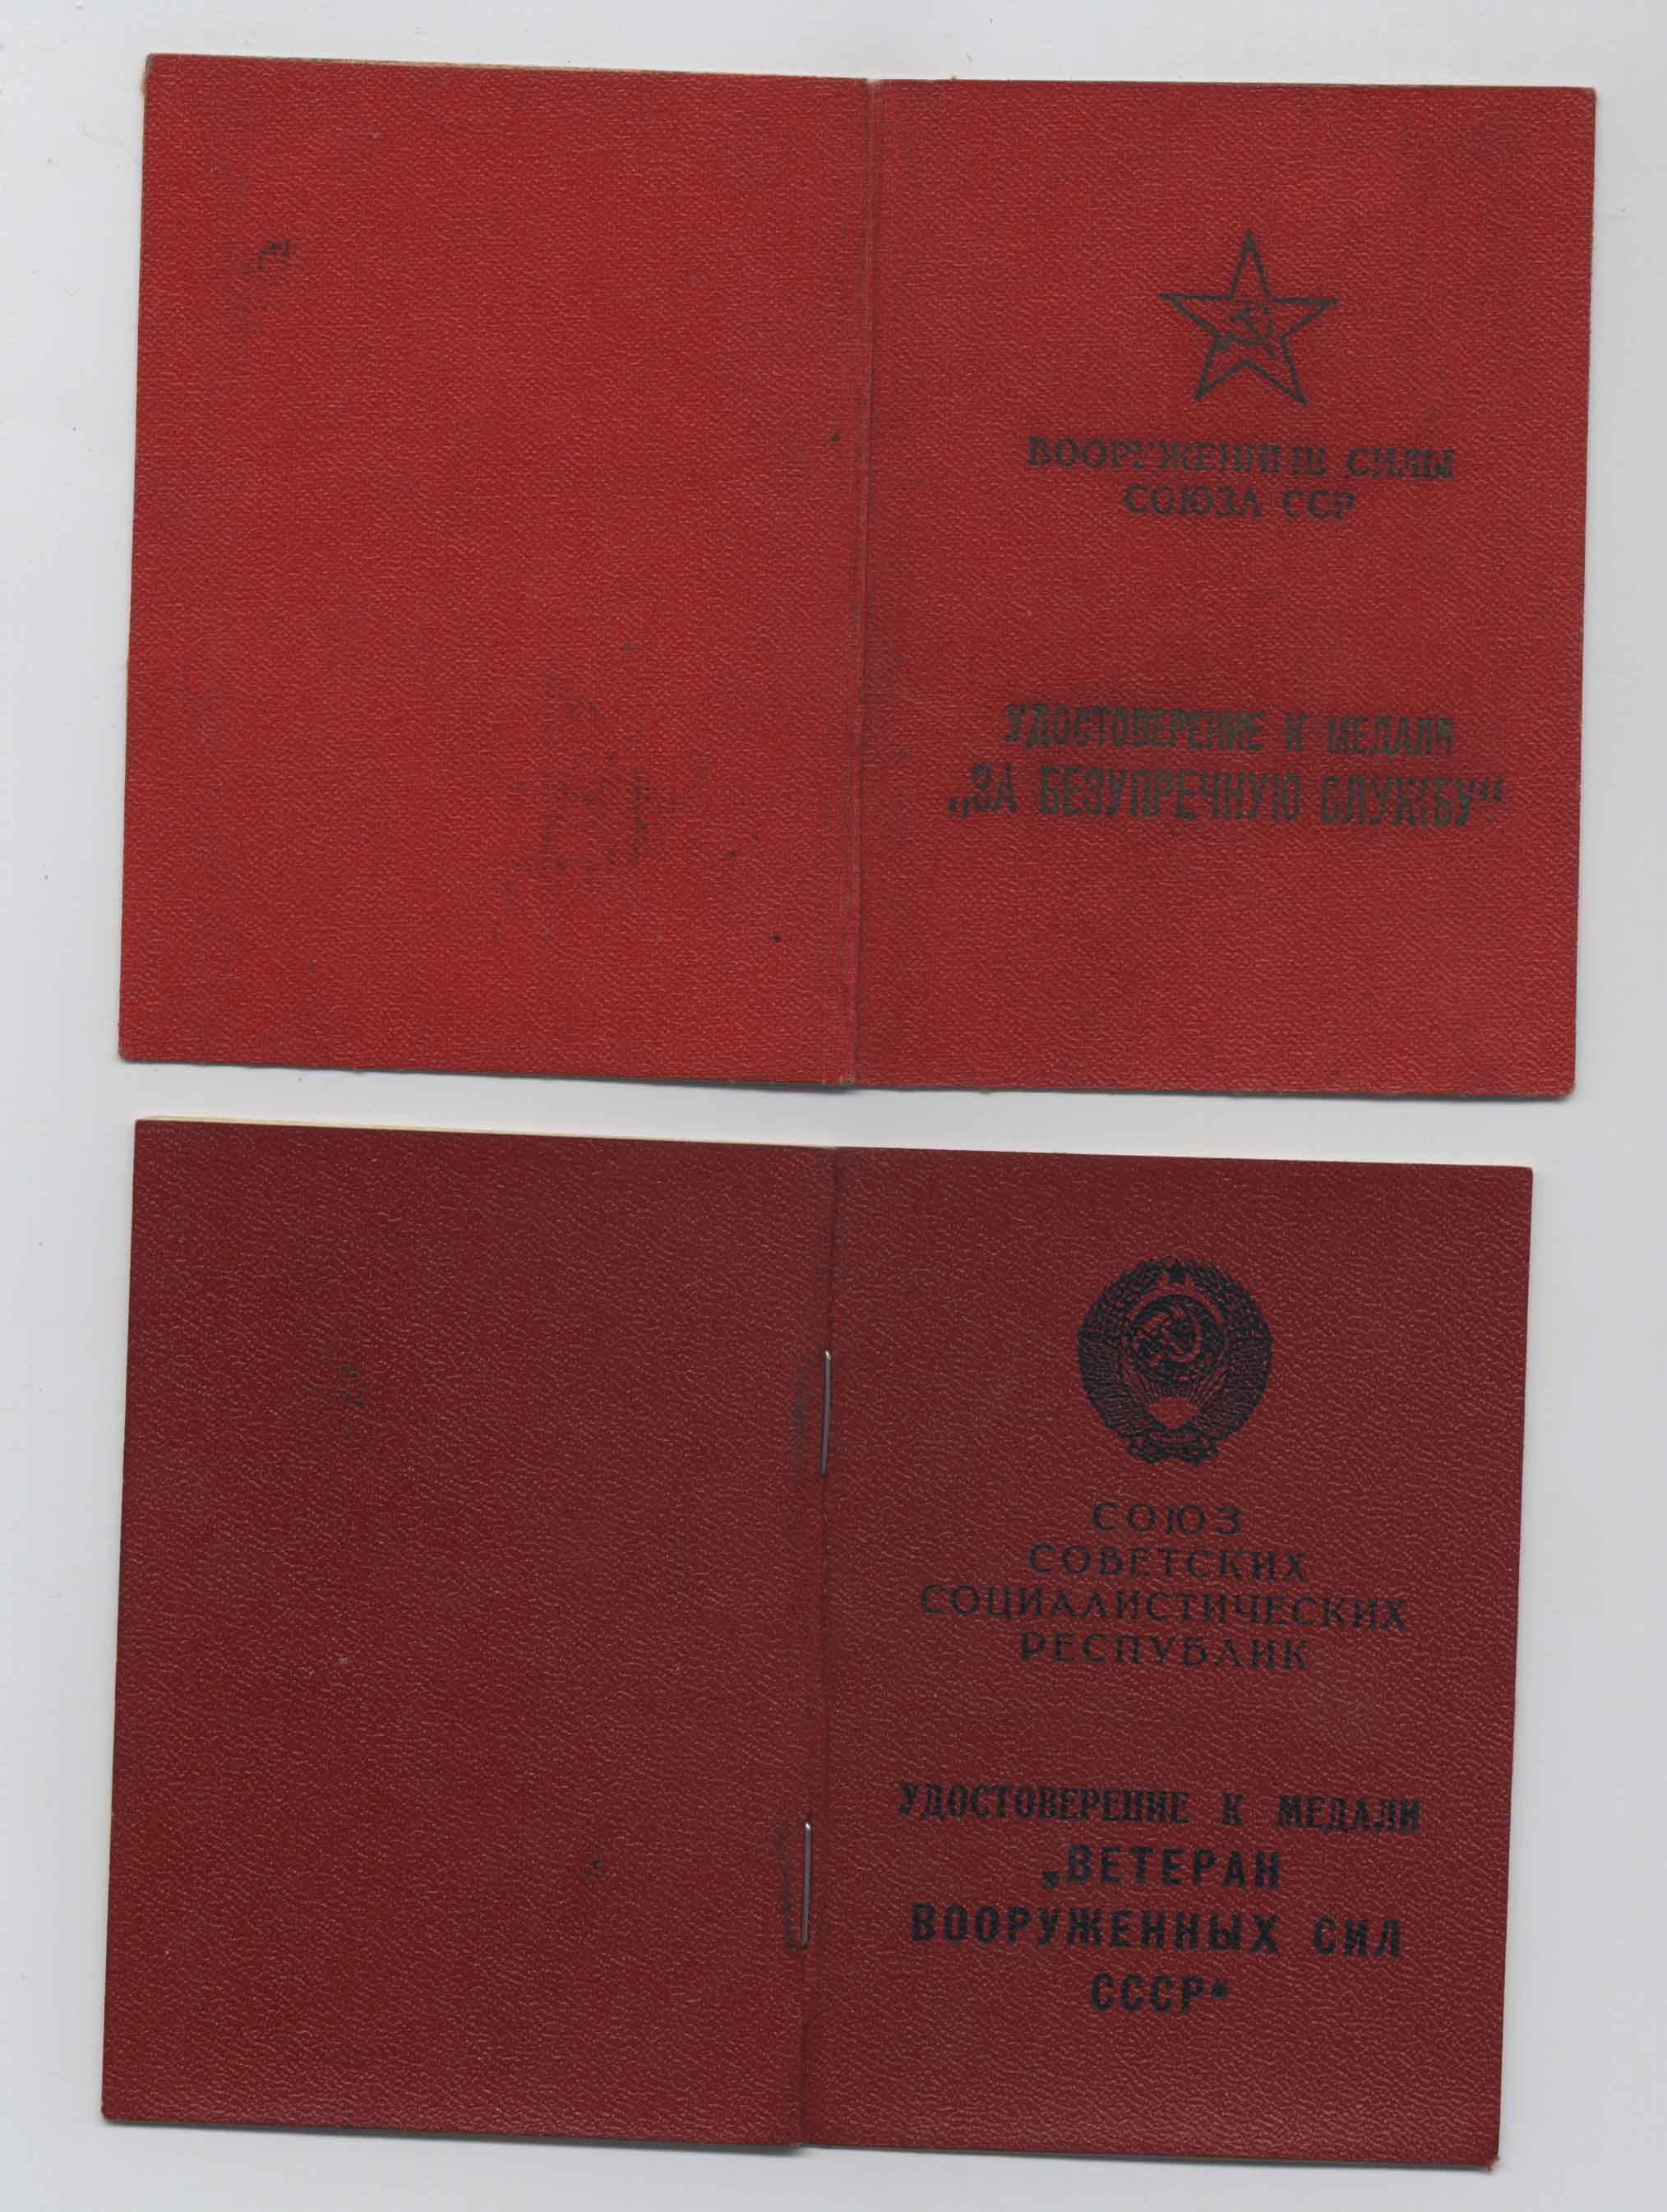 ВООРУЖЕННЫЕ СИЛЫ
СОЮЗА ССР
УДОСТОВЕРЕНИЕ К МЕДАЛИ
„ЗА БЕЗУПРЕЧНУЮ СЛУЖБУ“
СОЮЗ
СОВЕТСКИХ
СОЦИАЛИСТИЧЕСКИХ
РЕСПУБЛИК
УДОСТОВЕРЕНИЕ К МЕДАЛИ
„ВЕТЕРАН
ВООРУЖЕННЫХ СИЛ
СССР“